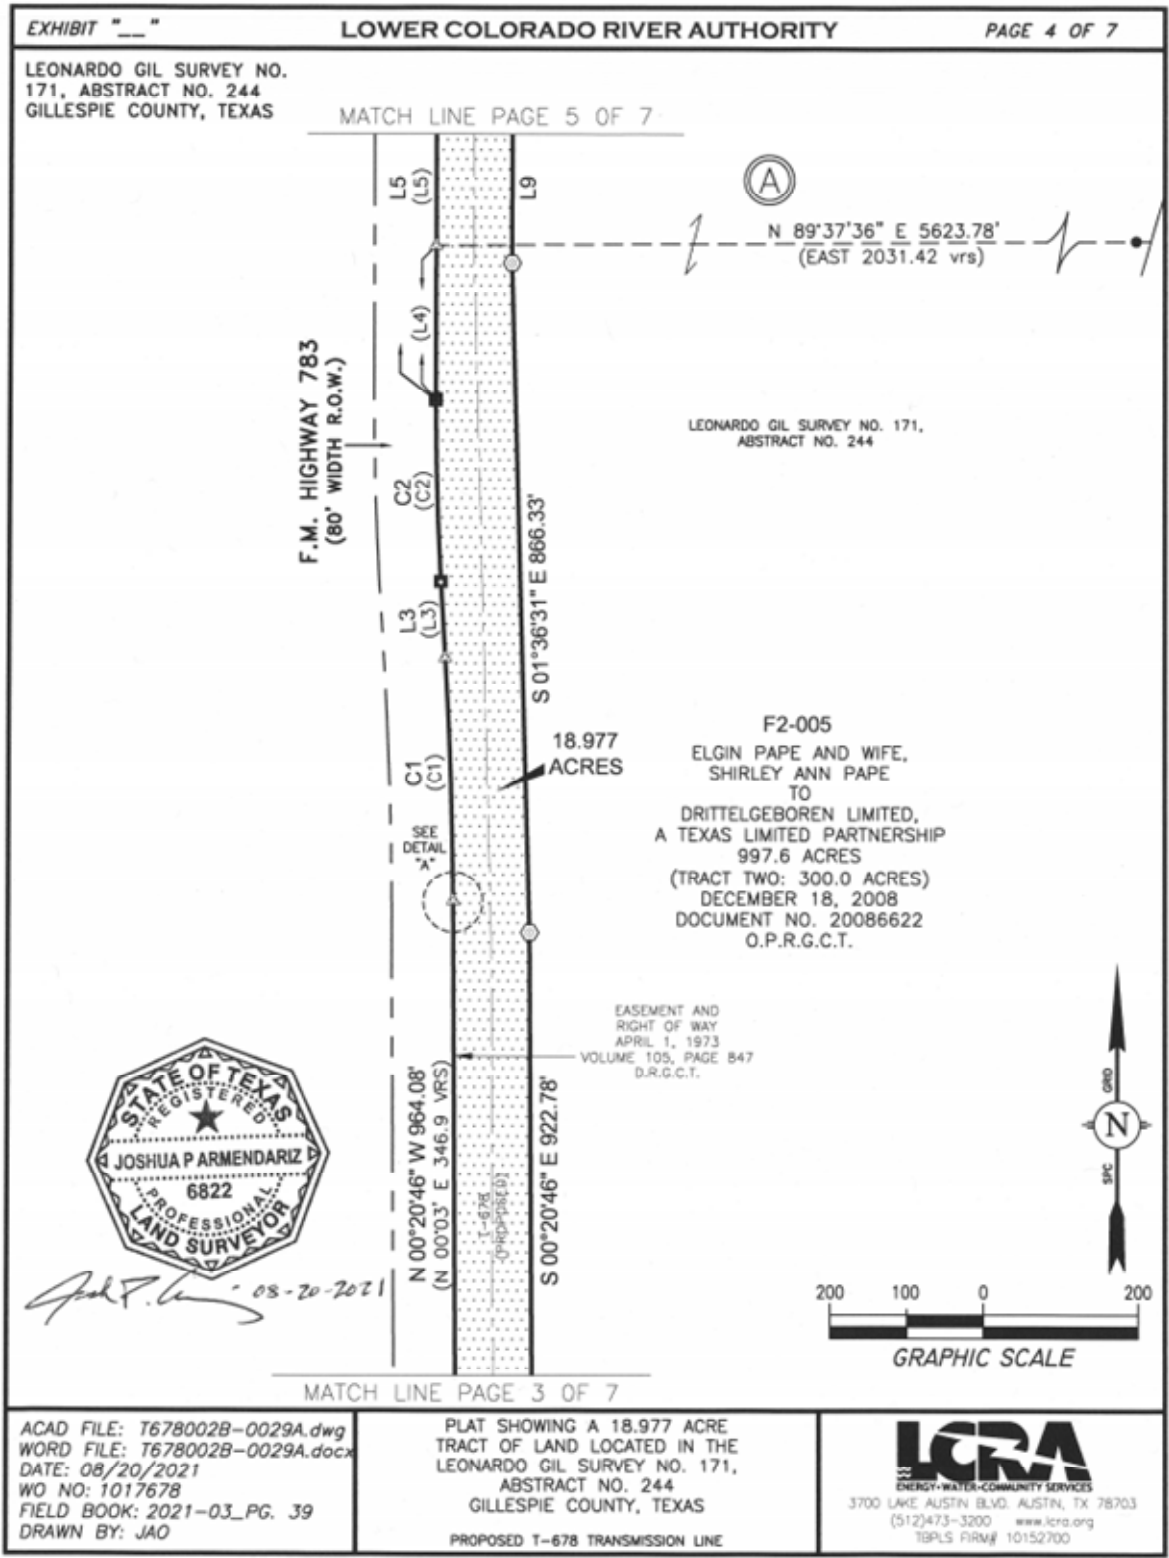 EXHIBIT "__"
LOWER COLORADO RIVER AUTHORITY
PAGE 4 OF 7
LEONARDO GIL SURVEY NO.
171, ABSTRACT NO. 244
GILLESPIE COUNTY, TEXAS
MATCH LINE PAGE 5 OF 7
L5
(L5)
L9
A
N 89°37'36" E 5623.78'
(EAST 2031.42 vrs)
(L4)
F.M. HIGHWAY 783
(80' WIDTH R.O.W.)
LEONARDO GIL SURVEY NO. 171,
ABSTRACT NO. 244
C2
(C2)
S 01°36'31" E 866.33'
L3
(L3)
18.977
ACRES
C1
(C1)
SEE
DETAIL
"A"
F2-005
ELGIN PAPE AND WIFE,
SHIRLEY ANN PAPE
TO
DRITTELGEBOREN LIMITED,
A TEXAS LIMITED PARTNERSHIP
997.6 ACRES
(TRACT TWO: 300.0 ACRES)
DECEMBER 18, 2008
DOCUMENT NO. 20086622
O.P.R.G.C.T.
EASEMENT AND
RIGHT OF WAY
APRIL 1, 1973
VOLUME 105, PAGE 847
D.R.G.C.T.
N 00°20'46" W 964.08'
(N 00°03' E 346.9 VRS)
T-678
(PROPOSED)
S 00°20'46" E 922.78'
STATE OF TEXAS
REGISTERED
JOSHUA P ARMENDARIZ
6822
PROFESSIONAL
LAND SURVEYOR
08-20-2021
GRD
N
SPC
200 100 0 200
GRAPHIC SCALE
MATCH LINE PAGE 3 OF 7
ACAD FILE: T678002B-0029A.dwg
WORD FILE: T678002B-0029A.docx
DATE: 08/20/2021
WO NO: 1017678
FIELD BOOK: 2021-03_PG. 39
DRAWN BY: JAO
PLAT SHOWING A 18.977 ACRE
TRACT OF LAND LOCATED IN THE
LEONARDO GIL SURVEY NO. 171,
ABSTRACT NO. 244
GILLESPIE COUNTY, TEXAS
PROPOSED T-678 TRANSMISSION LINE
LCRA
ENERGY•WATER•COMMUNITY SERVICES
3700 LAKE AUSTIN BLVD. AUSTIN, TX 78703
(512)473-3200 www.lcra.org
TBPLS FIRM# 10152700